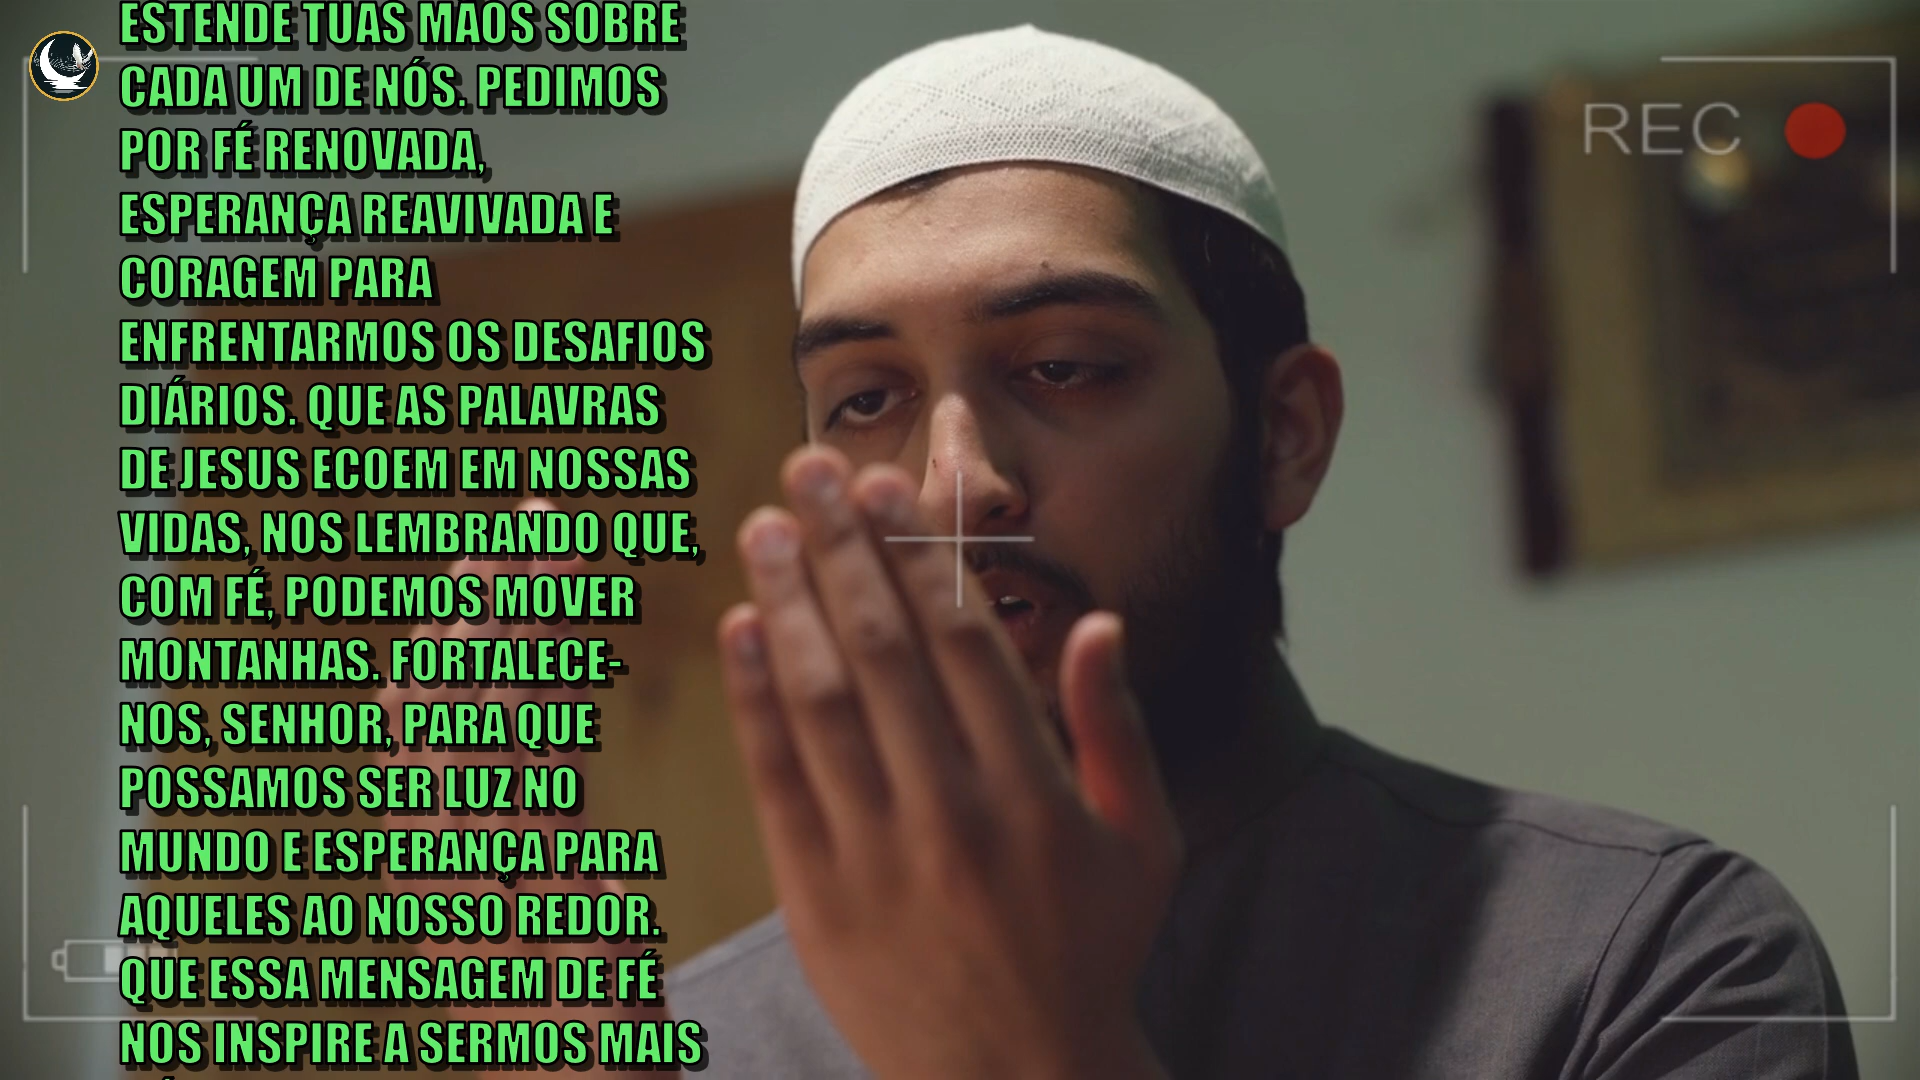 ESTENDE TUAS MÃOS SOBRE
CADA UM DE NÓS. PEDIMOS
POR FÉ RENOVADA,
ESPERANÇA REAVIVADA E
CORAGEM PARA
ENFRENTARMOS OS DESAFIOS
DIÁRIOS. QUE AS PALAVRAS
DE JESUS ECOEM EM NOSSAS
VIDAS, NOS LEMBRANDO QUE,
COM FÉ, PODEMOS MOVER
MONTANHAS. FORTALECE-
NOS, SENHOR, PARA QUE
POSSAMOS SER LUZ NO
MUNDO E ESPERANÇA PARA
AQUELES AO NOSSO REDOR.
QUE ESSA MENSAGEM DE FÉ
NOS INSPIRE A SERMOS MAIS
REC